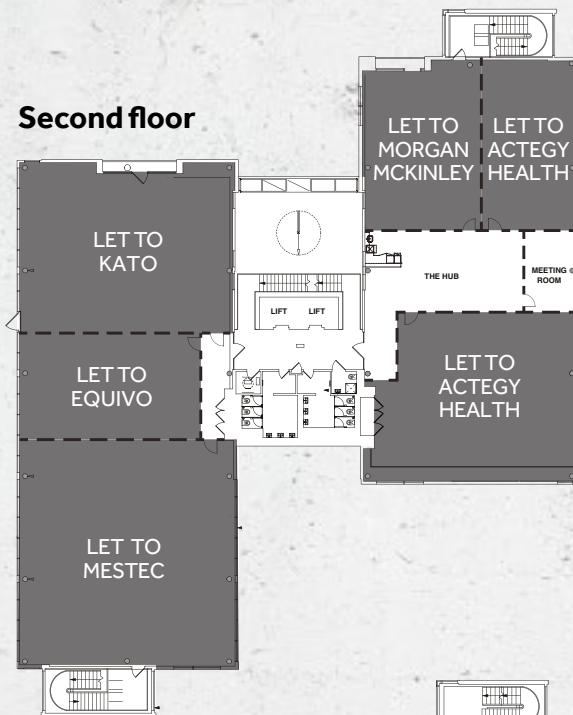 Second floor
LET TO
MORGAN
MCKINLEY
LET TO
ACTEGY
HEALTH
LET TO
KATO
THE HUB
MEETING
ROOM
LIFT
LIFT
LET TO
EQUIVO
LET TO
ACTEGY
HEALTH
LET TO
MESTEC